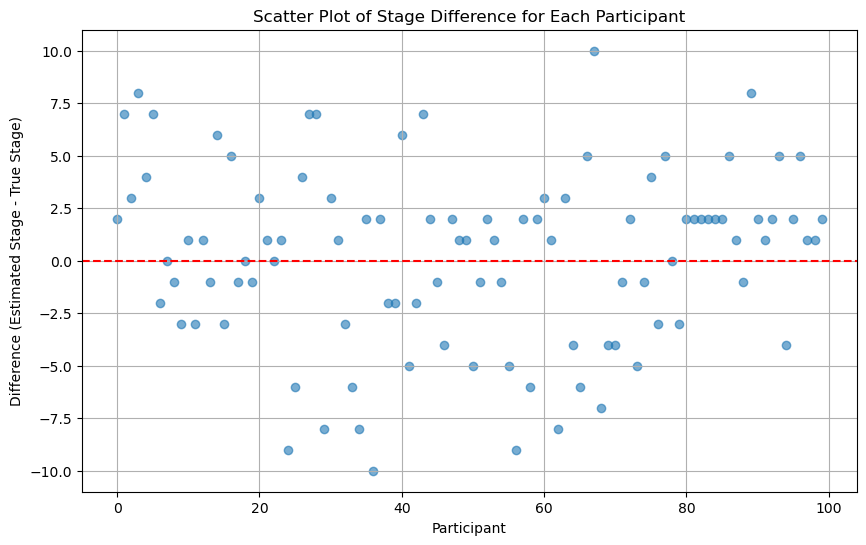 Scatter Plot of Stage Difference for Each Participant
Difference (Estimated Stage - True Stage)
10.0
7.5
5.0
2.5
0.0
−2.5
−5.0
−7.5
−10.0
0 20 40 60 80 100
Participant